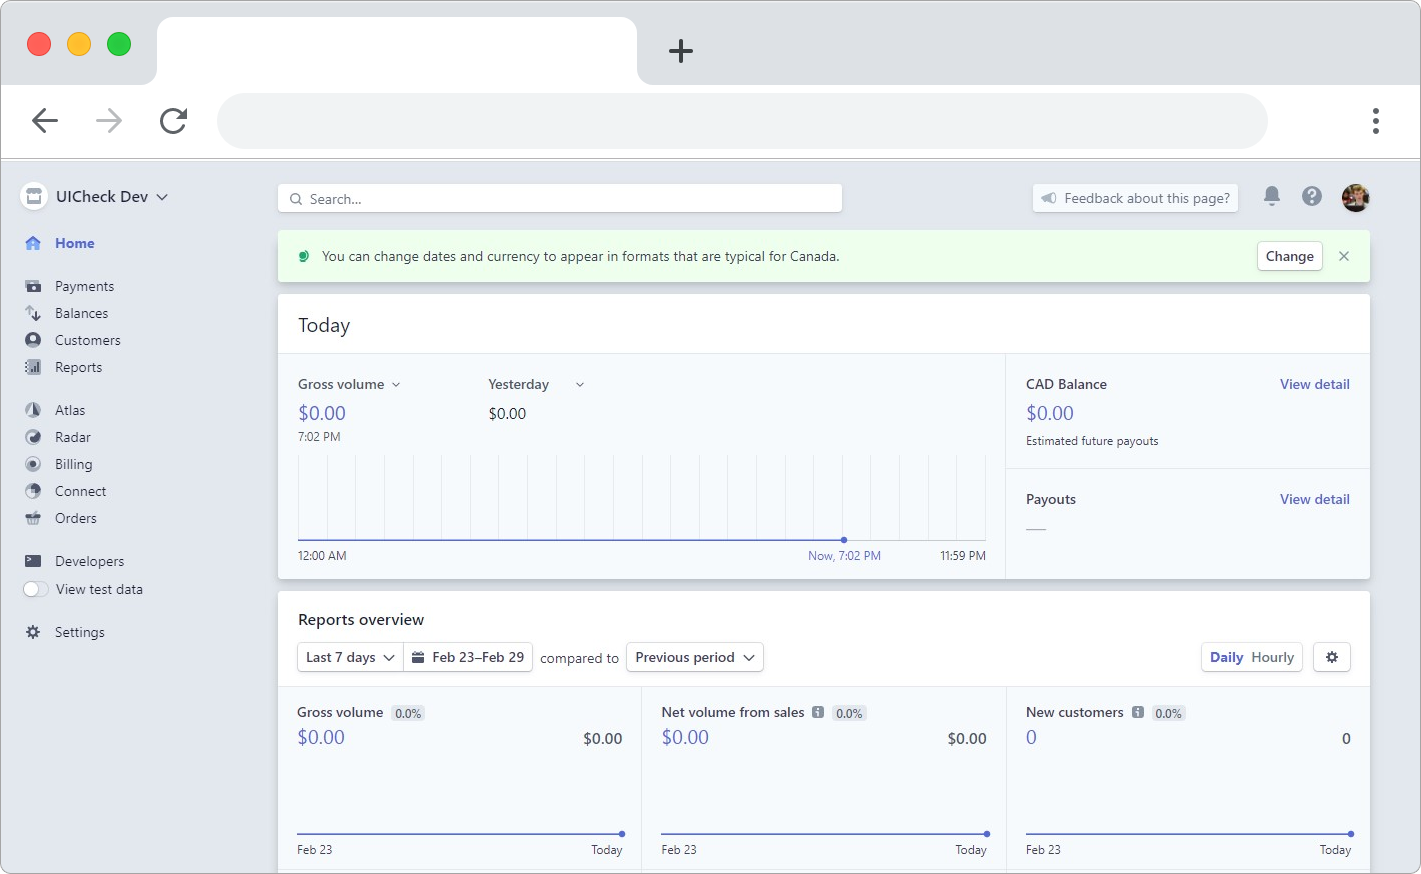 UICheck Dev
Search...
Feedback about this page?
Home
Payments
Balances
Customers
Reports
Atlas
Radar
Billing
Connect
Orders
Developers
View test data
Settings
You can change dates and currency to appear in formats that are typical for Canada.
Change
Today
Gross volume
$0.00
7:02 PM
Yesterday
$0.00
12:00 AM
Now, 7:02 PM
11:59 PM
CAD Balance
View detail
$0.00
Estimated future payouts
Payouts
View detail
—
Reports overview
Last 7 days
Feb 23–Feb 29
compared to
Previous period
Daily
Hourly
Gross volume
0.0%
$0.00
$0.00
Feb 23
Today
Net volume from sales
0.0%
$0.00
$0.00
Feb 23
Today
New customers
0.0%
0
0
Feb 23
Today